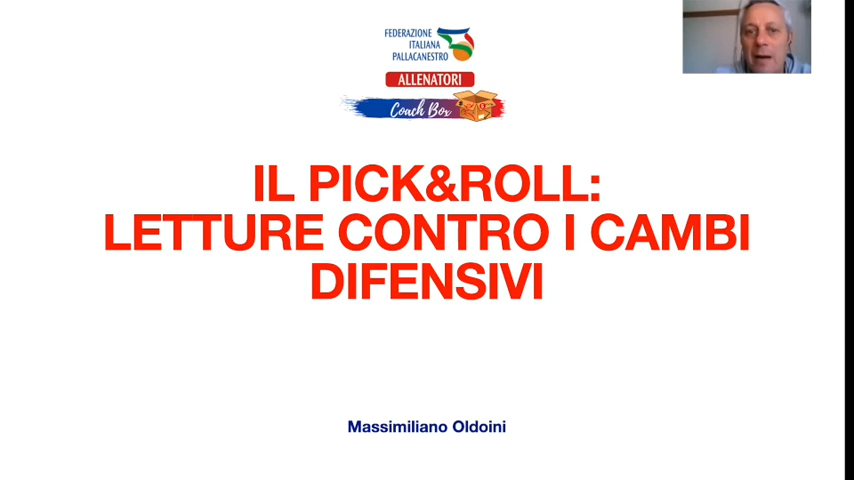 FEDERAZIONE
ITALIANA
PALLACANESTRO
ALLENATORI
Coach Box
IL PICK&ROLL:
LETTURE CONTRO I CAMBI
DIFENSIVI
Massimiliano Oldoini